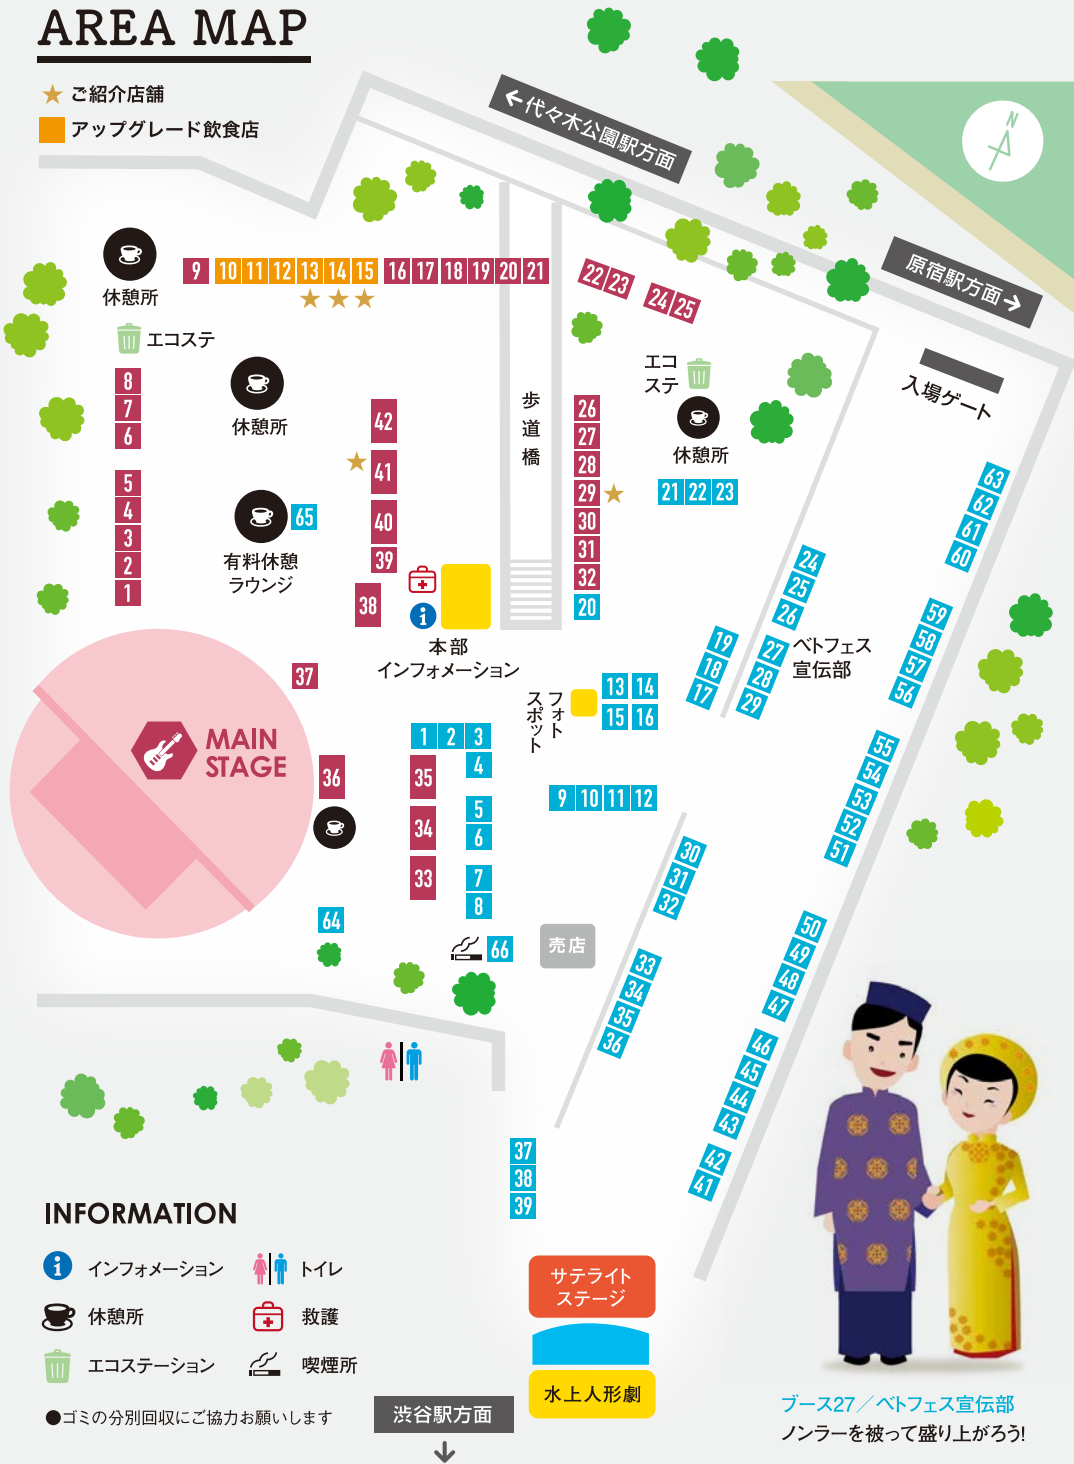 AREA MAP
ご紹介店舗
アップグレード飲食店
←代々木公園駅方面
N
原宿駅方面→
入場ゲート
休憩所
9 10 11 12 13 14 15 16 17 18 19 20 21
22 23
24 25
エコステ
8
7
6
5
4
3
2
1
休憩所
有料休憩
ラウンジ
65
42
41
40
39
38
歩道橋
エコ
ステ
休憩所
26
27
28
29
30
31
32
20
21 22 23
63
62
61
60
24
25
26
27
28
29
ベトフェス
宣伝部
59
58
57
56
19
18
17
本部
インフォメーション
フォト
スポット
13 14
15 16
37
MAIN
STAGE
36
1 2 3
4
35
34
33
5
6
7
8
9 10 11 12
55
54
53
52
51
30
31
32
64
66
売店
33
34
35
36
50
49
48
47
46
45
44
43
42
41
37
38
39
INFORMATION
インフォメーション
トイレ
休憩所
救護
エコステーション
喫煙所
●ゴミの分別回収にご協力お願いします
サテライト
ステージ
水上人形劇
渋谷駅方面
↓
ブース27／ベトフェス宣伝部
ノンラーを被って盛り上がろう!